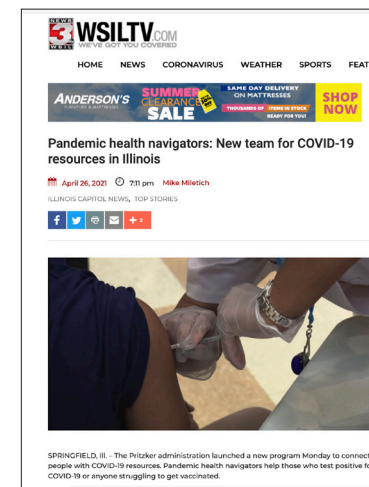 NEWS
3
WSIL
WSILTV.COM
WE'VE GOT YOU COVERED
HOME NEWS CORONAVIRUS WEATHER SPORTS FEAT
ANDERSON'S
FURNITURE & MATTRESSES
SUMMER
CLEARANCE
SALE
SAME DAY DELIVERY
ON MATTRESSES
THOUSANDS OF ITEMS IN STOCK
READY FOR YOU!
SHOP
NOW
Pandemic health navigators: New team for COVID-19
resources in Illinois
April 26, 2021 7:11 pm Mike Miletich
ILLINOIS CAPITOL NEWS, TOP STORIES
SPRINGFIELD, Ill. – The Pritzker administration launched a new program Monday to connect
people with COVID-19 resources. Pandemic health navigators help those who test positive fo
COVID-19 or anyone struggling to get vaccinated.